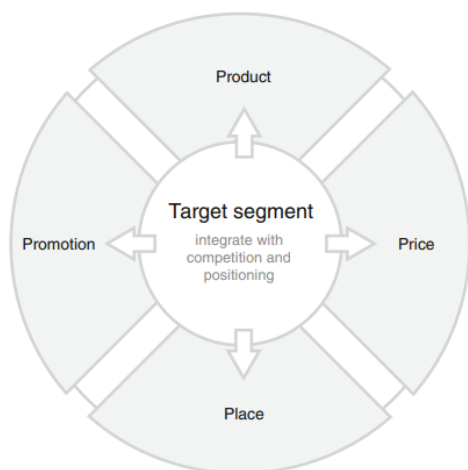 Product
Target segment
integrate with
competition and
positioning
Promotion
Price
Place